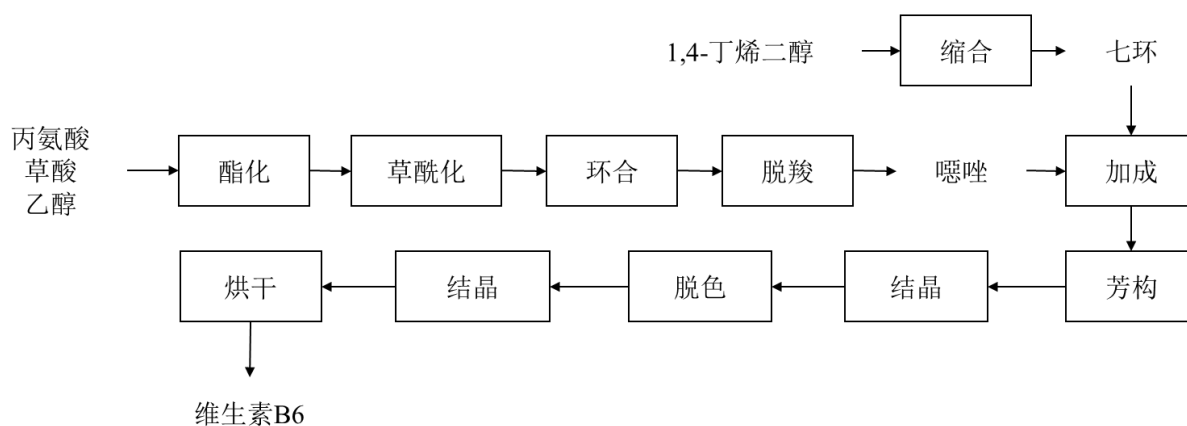 1,4-丁烯二醇
缩合
七环
丙氨酸
草酸
乙醇
酯化
草酰化
环合
脱羧
噁唑
加成
芳构
结晶
脱色
结晶
烘干
维生素B6